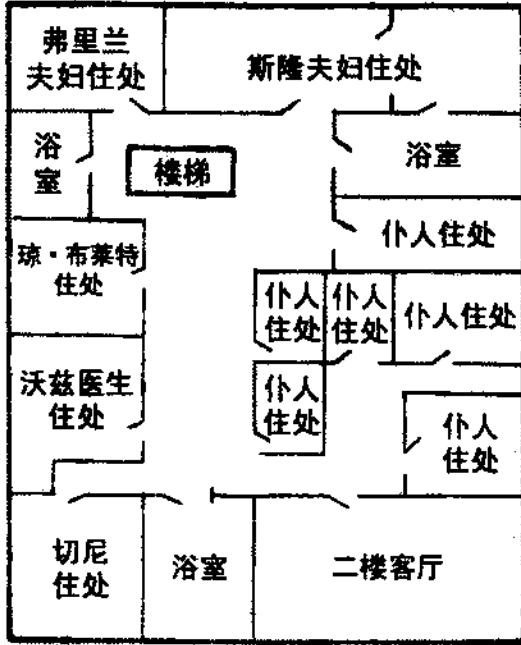 弗里兰
夫妇住处
斯隆夫妇住处
浴
室
楼梯
浴室
仆人住处
琼·布莱特
住处
仆人
住处
仆人
住处
仆人住处
沃兹医生
住处
仆人
住处
仆人
住处
切尼
住处
浴室
二楼客厅